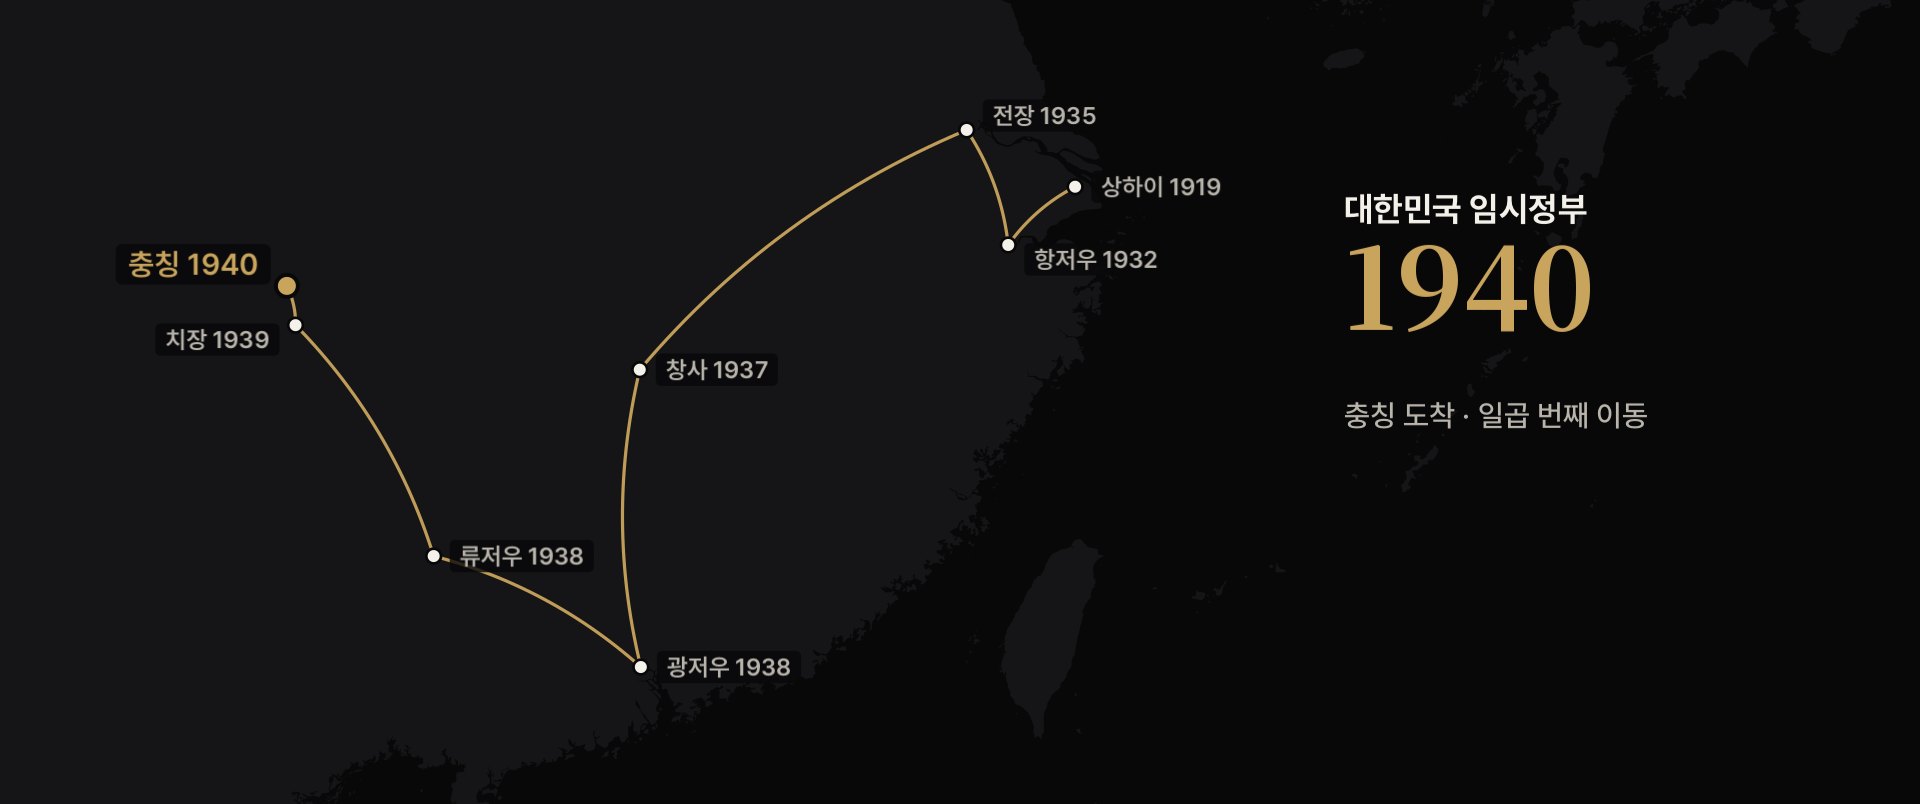 전장 1935
상하이 1919
항저우 1932
충칭 1940
치장 1939
창사 1937
류저우 1938
광저우 1938
대한민국 임시정부
1940
충칭 도착 · 일곱 번째 이동